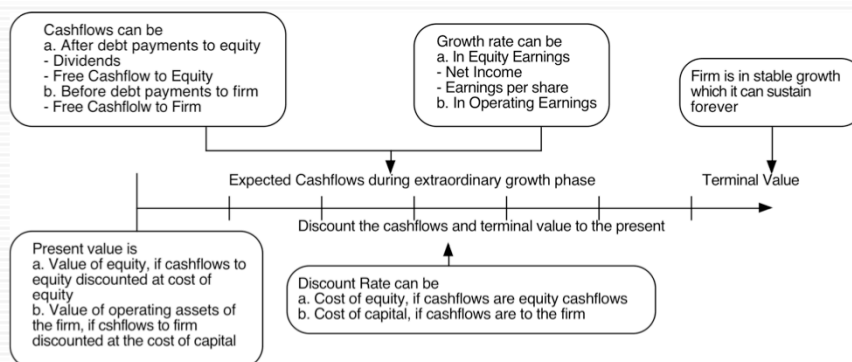 Cashflows can be
a. After debt payments to equity
- Dividends
- Free Cashflow to Equity
b. Before debt payments to firm
- Free Cashflolw to Firm
Growth rate can be
a. In Equity Earnings
- Net Income
- Earnings per share
b. In Operating Earnings
Firm is in stable growth
which it can sustain
forever
Expected Cashflows during extraordinary growth phase
Terminal Value
Discount the cashflows and terminal value to the present
Present value is
a. Value of equity, if cashflows to
equity discounted at cost of
equity
b. Value of operating assets of
the firm, if cshflows to firm
discounted at the cost of capital
Discount Rate can be
a. Cost of equity, if cashflows are equity cashflows
b. Cost of capital, if cashflows are to the firm